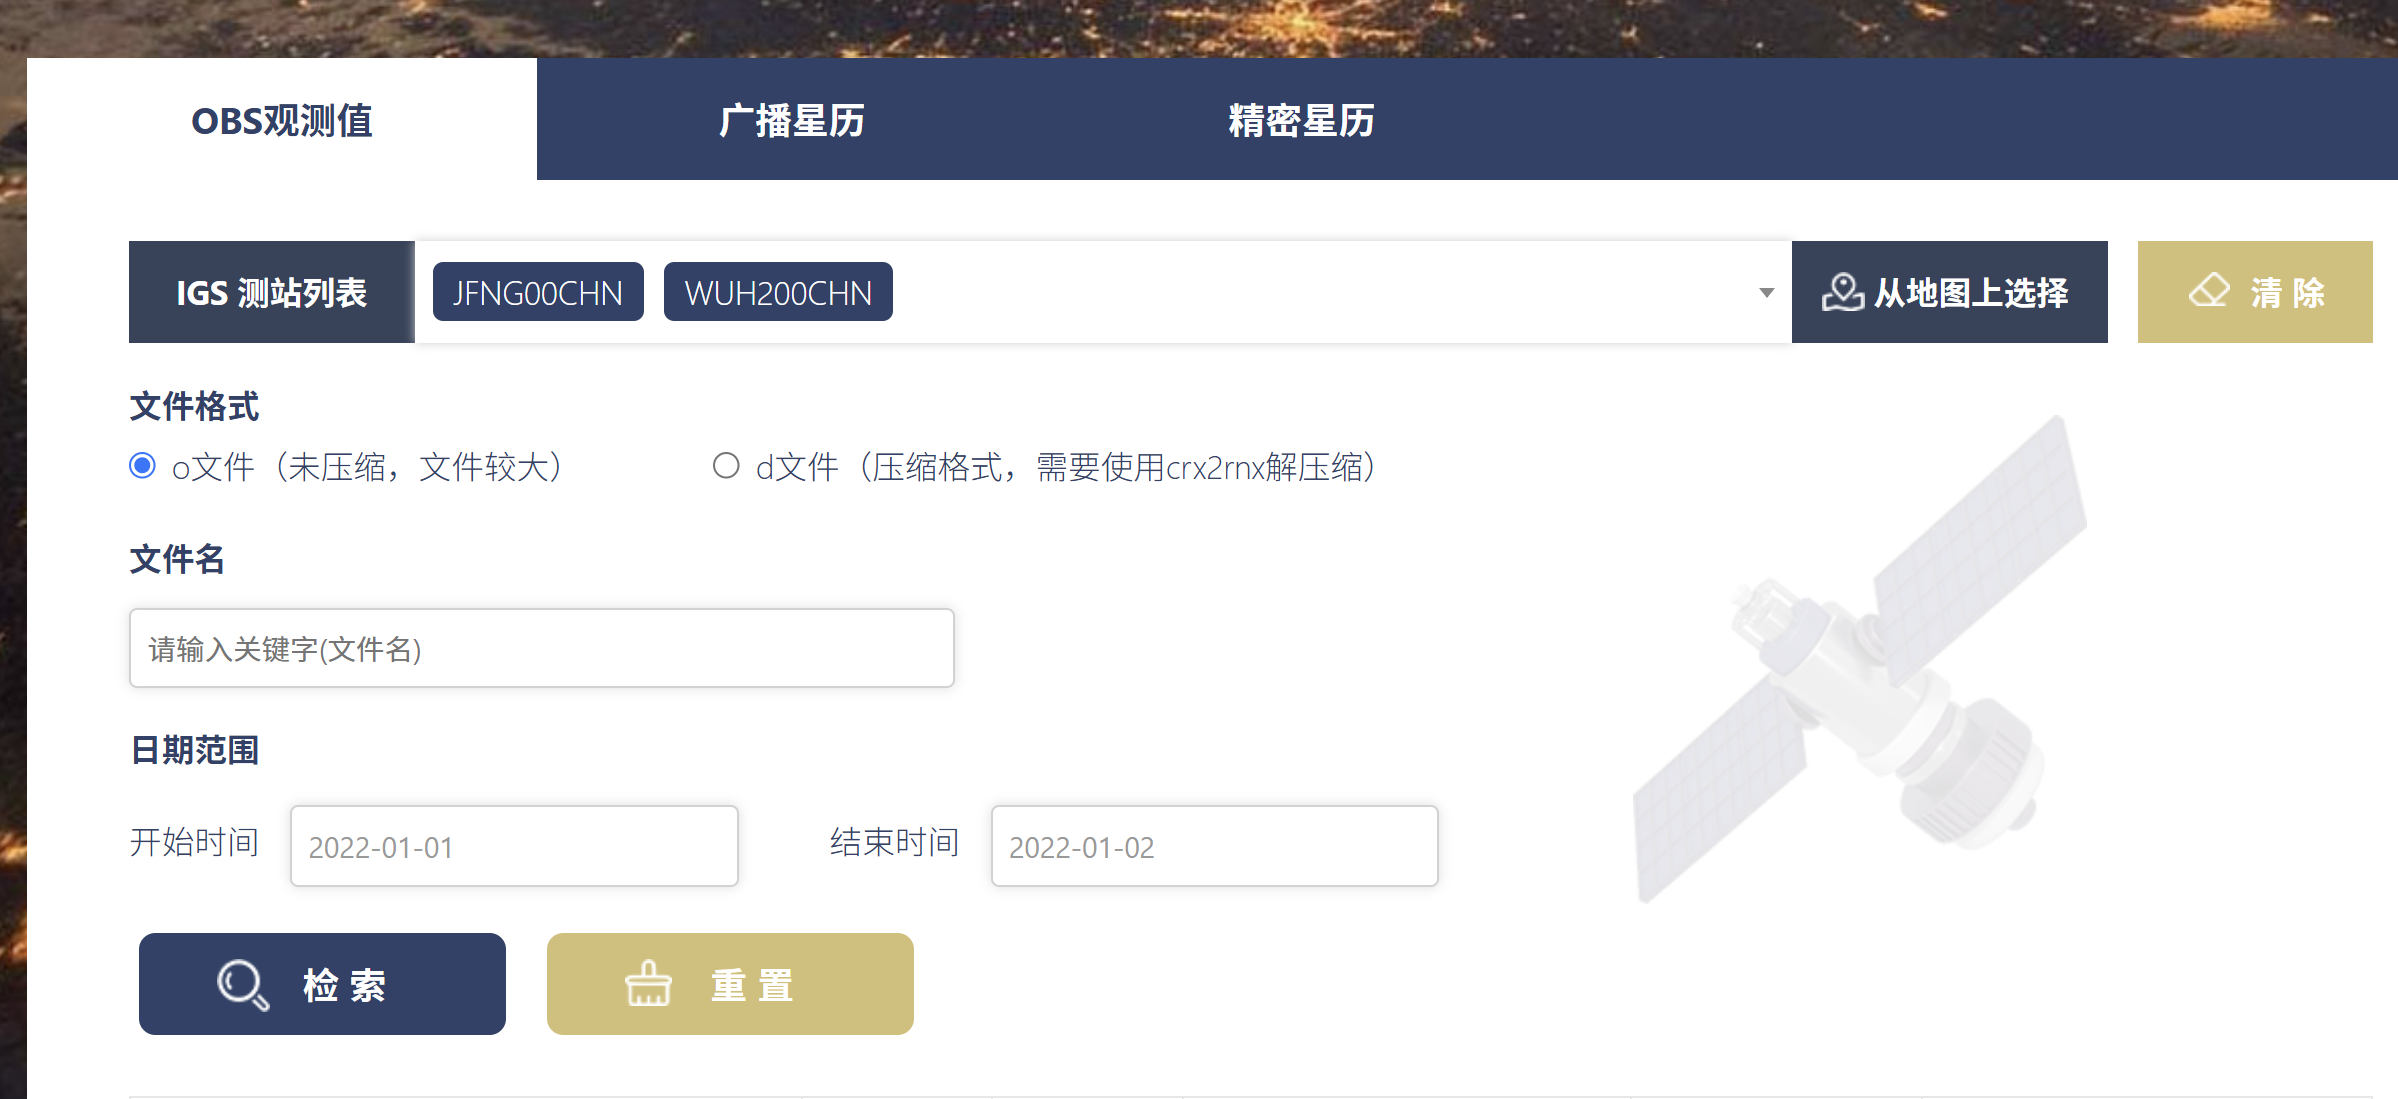 OBS观测值 广播星历 精密星历
IGS 测站列表 JFNG00CHN WUH200CHN 从地图上选择 清 除
文件格式
o文件（未压缩，文件较大） d文件（压缩格式，需要使用crx2rnx解压缩）
文件名
请输入关键字(文件名)
日期范围
开始时间 2022-01-01 结束时间 2022-01-02
检 索 重 置